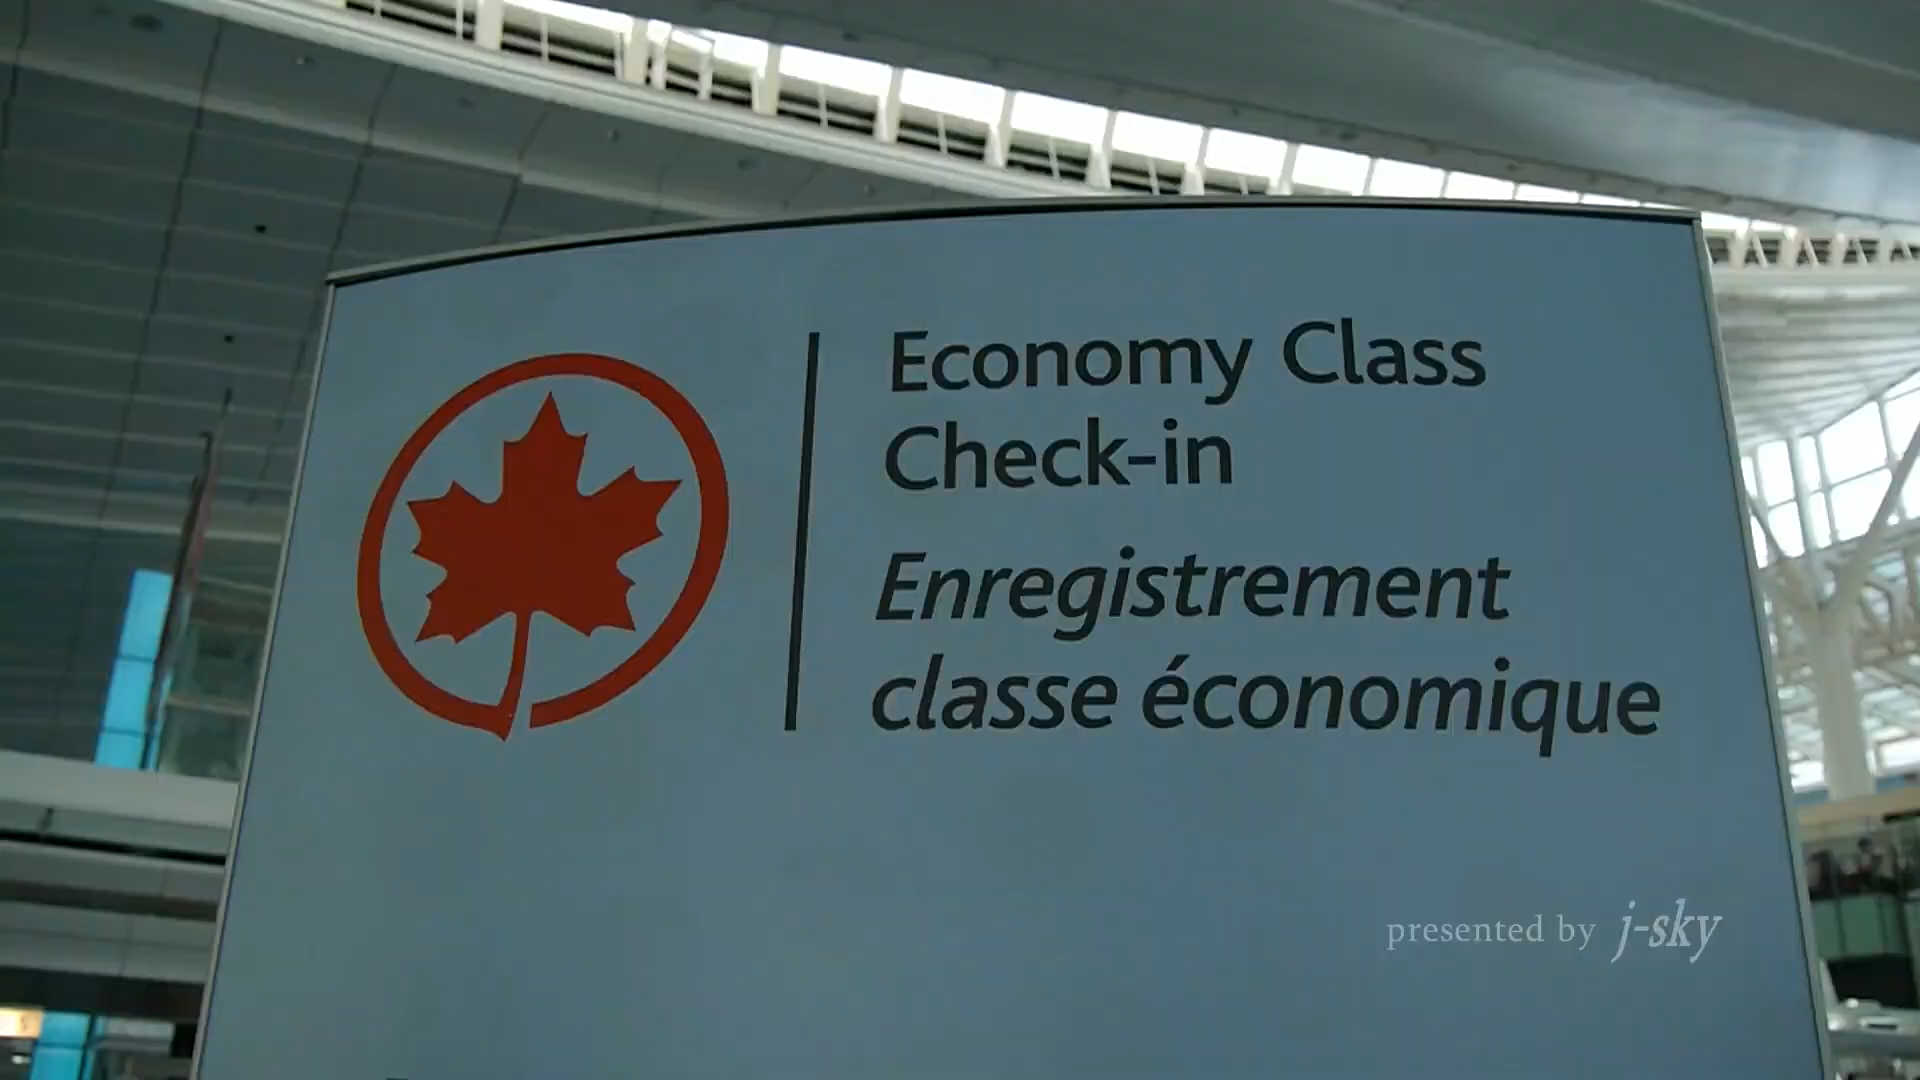 Economy Class
Check-in
Enregistrement
classe économique
presented by j-sky